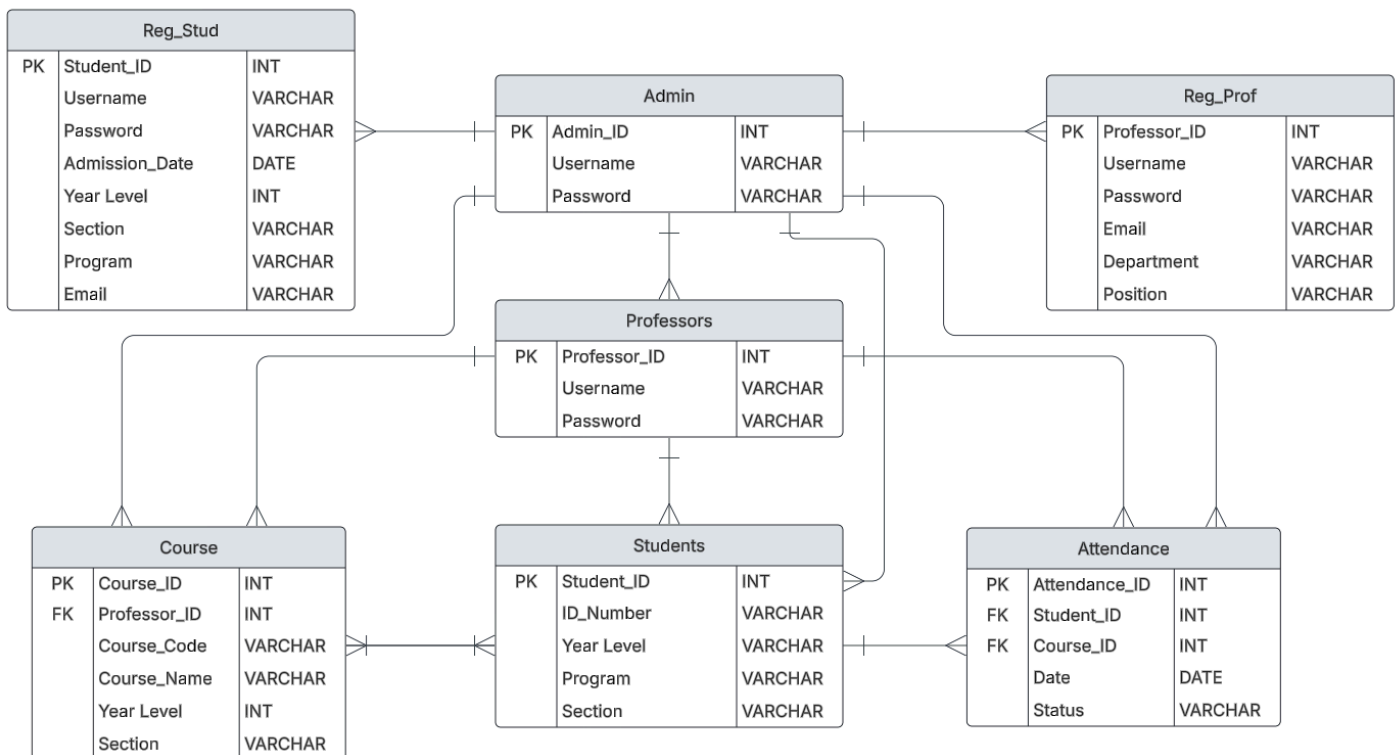 Reg_Stud
PK Student_ID INT
Username VARCHAR
Password VARCHAR
Admission_Date DATE
Year Level INT
Section VARCHAR
Program VARCHAR
Email VARCHAR
Admin
PK Admin_ID INT
Username VARCHAR
Password VARCHAR
Reg_Prof
PK Professor_ID INT
Username VARCHAR
Password VARCHAR
Email VARCHAR
Department VARCHAR
Position VARCHAR
Professors
PK Professor_ID INT
Username VARCHAR
Password VARCHAR
Course
PK Course_ID INT
FK Professor_ID INT
Course_Code VARCHAR
Course_Name VARCHAR
Year Level INT
Section VARCHAR
Students
PK Student_ID INT
ID_Number VARCHAR
Year Level VARCHAR
Program VARCHAR
Section VARCHAR
Attendance
PK Attendance_ID INT
FK Student_ID INT
FK Course_ID INT
Date DATE
Status VARCHAR